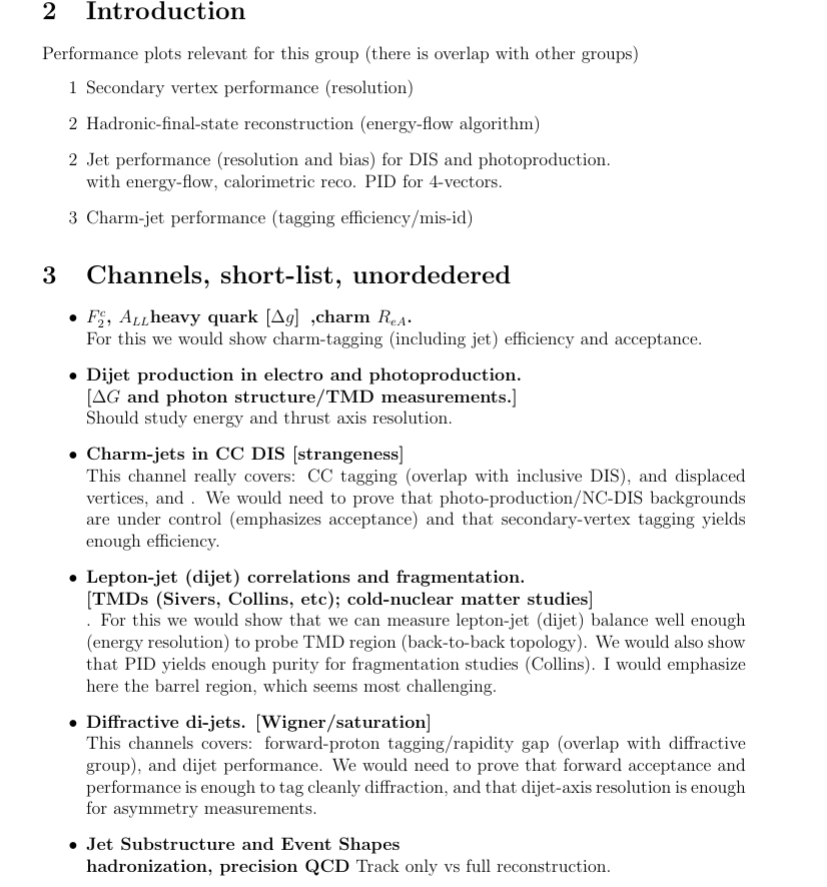 2 Introduction
Performance plots relevant for this group (there is overlap with other groups)
1 Secondary vertex performance (resolution)
2 Hadronic-final-state reconstruction (energy-flow algorithm)
2 Jet performance (resolution and bias) for DIS and photoproduction.
with energy-flow, calorimetric reco. PID for 4-vectors.
3 Charm-jet performance (tagging efficiency/mis-id)
3 Channels, short-list, unordedered
• $F_2^c$, $A_{LL}$heavy quark [$\Delta g$] ,charm $R_{eA}$.
For this we would show charm-tagging (including jet) efficiency and acceptance.
• Dijet production in electro and photoproduction.
[$\Delta G$ and photon structure/TMD measurements.]
Should study energy and thrust axis resolution.
• Charm-jets in CC DIS [strangeness]
This channel really covers: CC tagging (overlap with inclusive DIS), and displaced
vertices, and . We would need to prove that photo-production/NC-DIS backgrounds
are under control (emphasizes acceptance) and that secondary-vertex tagging yields
enough efficiency.
• Lepton-jet (dijet) correlations and fragmentation.
[TMDs (Sivers, Collins, etc); cold-nuclear matter studies]
. For this we would show that we can measure lepton-jet (dijet) balance well enough
(energy resolution) to probe TMD region (back-to-back topology). We would also show
that PID yields enough purity for fragmentation studies (Collins). I would emphasize
here the barrel region, which seems most challenging.
• Diffractive di-jets. [Wigner/saturation]
This channels covers: forward-proton tagging/rapidity gap (overlap with diffractive
group), and dijet performance. We would need to prove that forward acceptance and
performance is enough to tag cleanly diffraction, and that dijet-axis resolution is enough
for asymmetry measurements.
• Jet Substructure and Event Shapes
hadronization, precision QCD Track only vs full reconstruction.